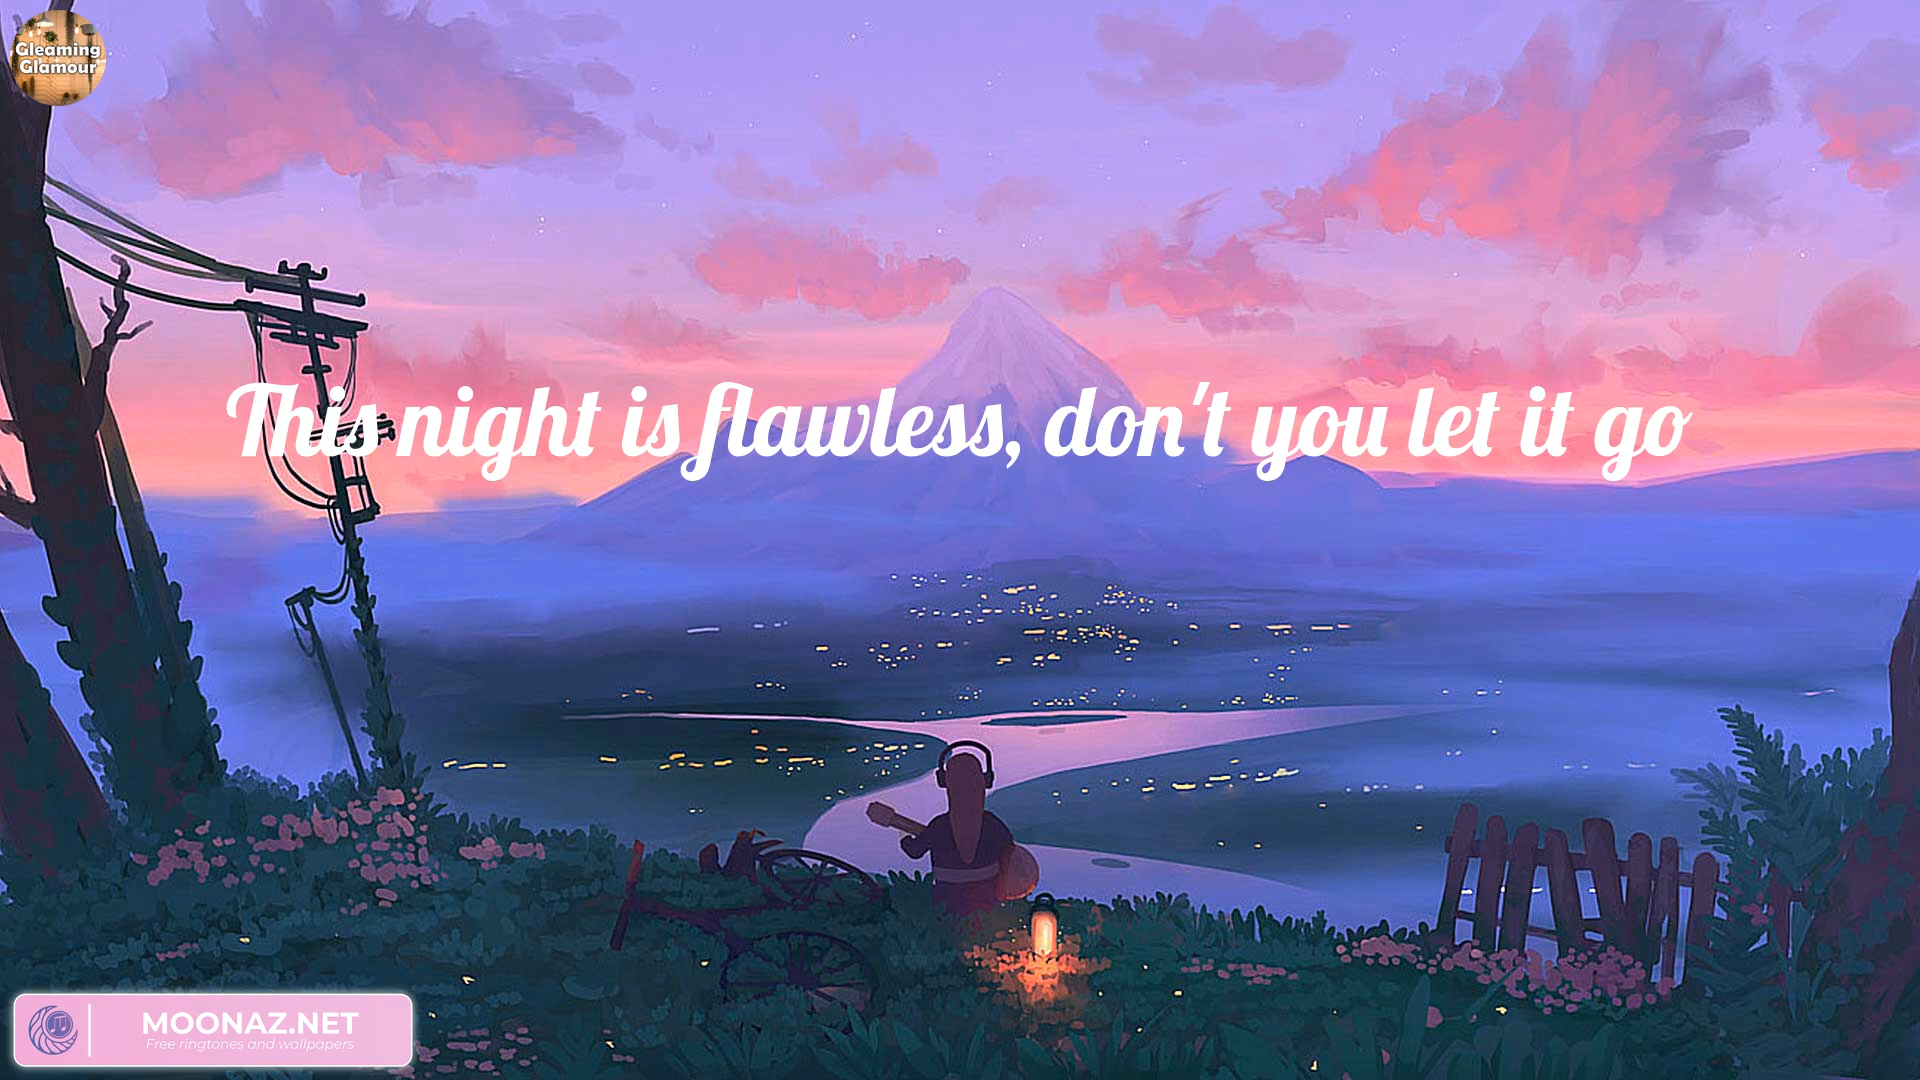 Gleaming
Glamour
This night is flawless, don't you let it go
MOONAZ.NET
Free ringtones and wallpapers